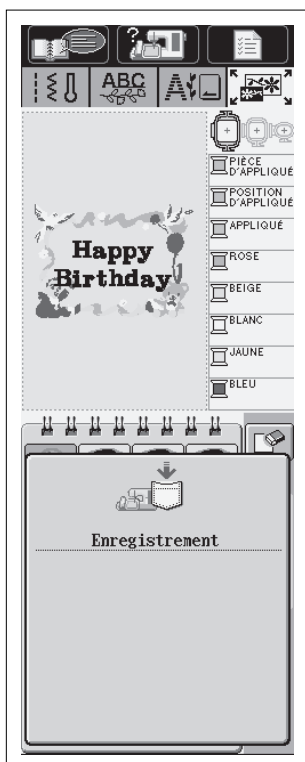 ?
ABC
A
PIÈCE
D'APPLIQUÉ
POSITION
D'APPLIQUÉ
APPLIQUÉ
ROSE
BEIGE
BLANC
JAUNE
BLEU
Happy
Birthday
Enregistrement